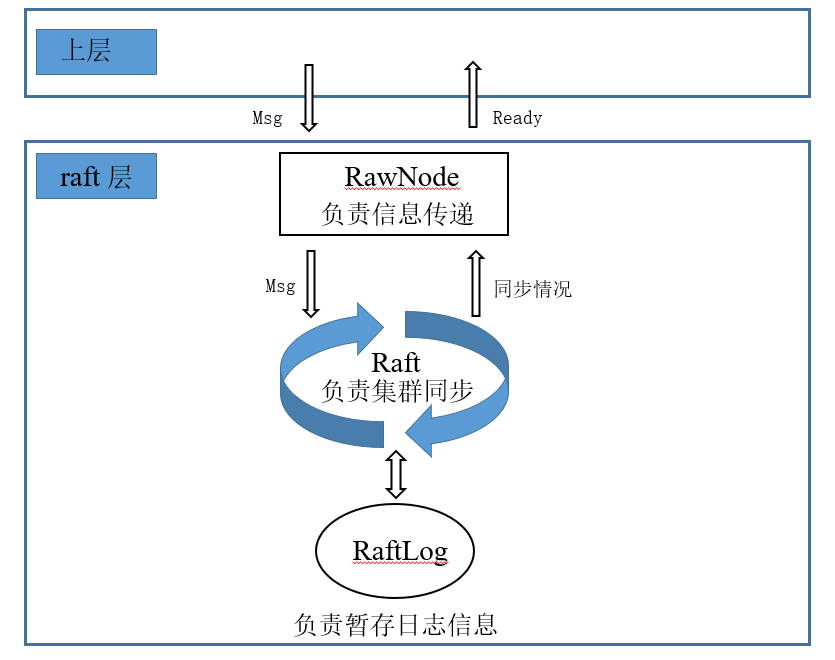 上层
Msg
Ready
raft 层
RawNode
负责信息传递
Msg
同步情况
Raft
负责集群同步
RaftLog
负责暂存日志信息